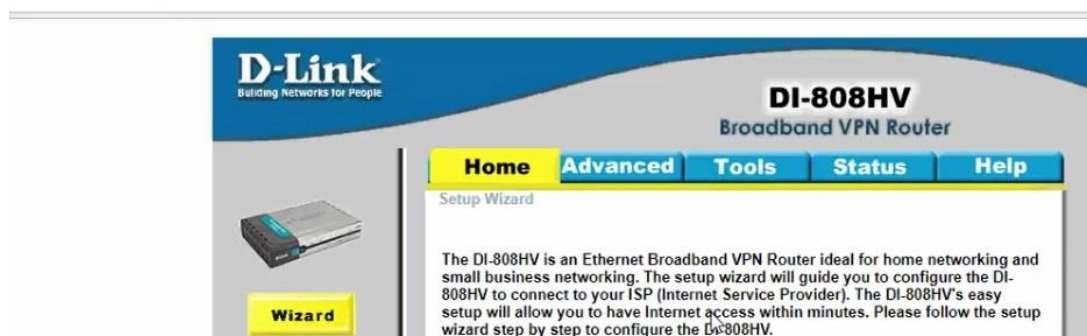 D-Link
Building Networks for People
DI-808HV
Broadband VPN Router
Home Advanced Tools Status Help
Setup Wizard
The DI-808HV is an Ethernet Broadband VPN Router ideal for home networking and
small business networking. The setup wizard will guide you to configure the DI-
808HV to connect to your ISP (Internet Service Provider). The DI-808HV's easy
setup will allow you to have Internet access within minutes. Please follow the setup
wizard step by step to configure the DI-808HV.
Wizard